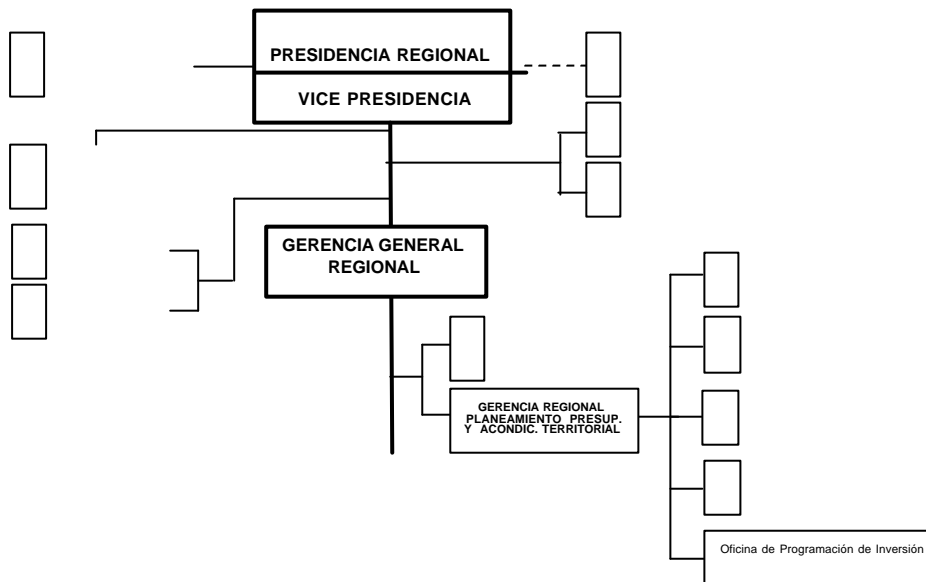 PRESIDENCIA REGIONAL
VICE PRESIDENCIA
GERENCIA GENERAL
REGIONAL
GERENCIA REGIONAL
PLANEAMIENTO PRESUP.
Y ACONDIC. TERRITORIAL
Oficina de Programación de Inversión